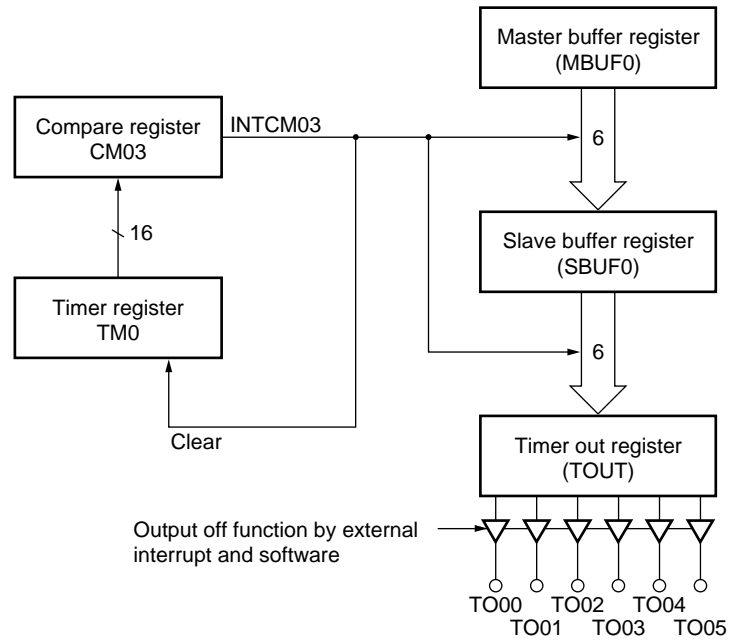 Master buffer register
(MBUF0)
Compare register
CM03
INTCM03
6
16
Slave buffer register
(SBUF0)
Timer register
TM0
6
Clear
Timer out register
(TOUT)
Output off function by external
interrupt and software
TO00 TO02 TO04
TO01 TO03 TO05